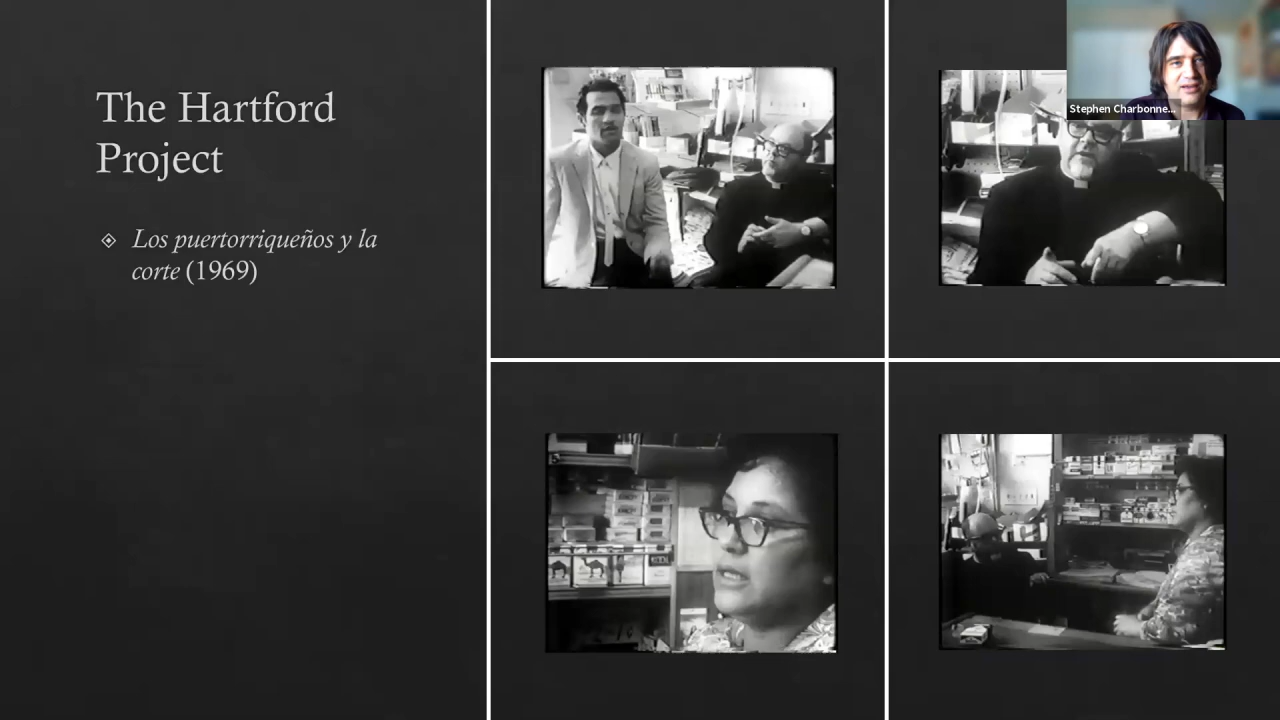 The Hartford
Project
Los puertorriqueños y la
corte (1969)
Stephen Charbonne...